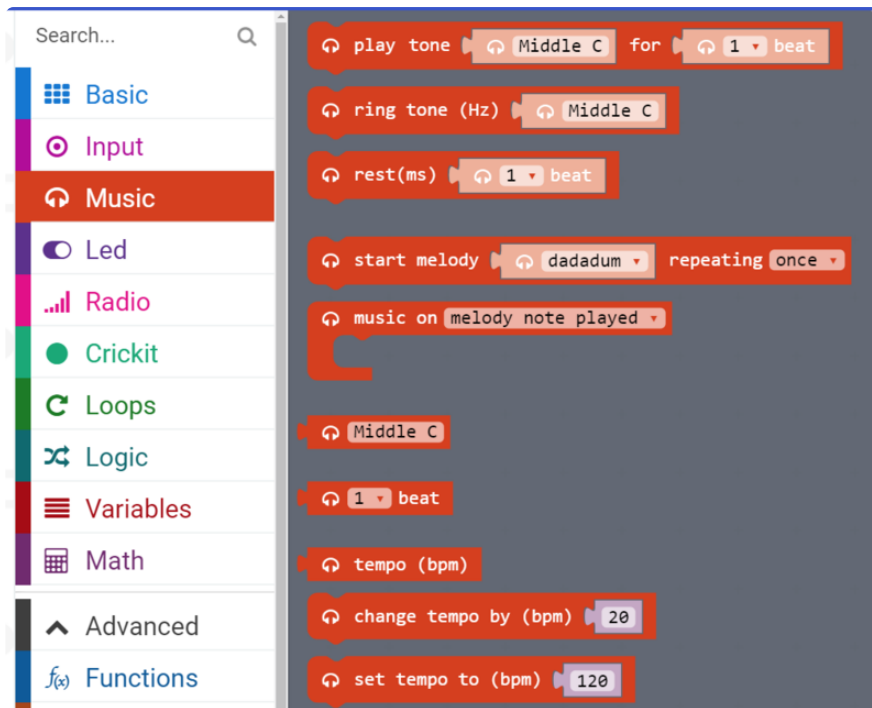 Search...
Basic
Input
Music
Led
Radio
Crickit
Loops
Logic
Variables
Math
Advanced
f(x) Functions
play tone Middle C for 1 beat
ring tone (Hz) Middle C
rest(ms) 1 beat
start melody dadadum repeating once
music on melody note played
Middle C
1 beat
tempo (bpm)
change tempo by (bpm) 20
set tempo to (bpm) 120